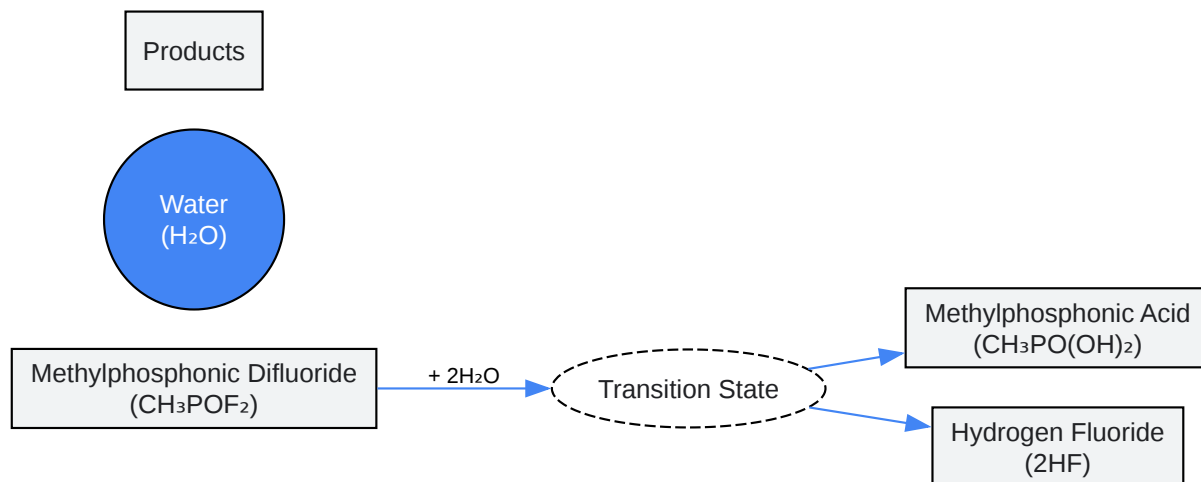 Products
Water
(H₂O)
Methylphosphonic Difluoride
(CH₃POF₂)
+ 2H₂O
Transition State
Methylphosphonic Acid
(CH₃PO(OH)₂)
Hydrogen Fluoride
(2HF)